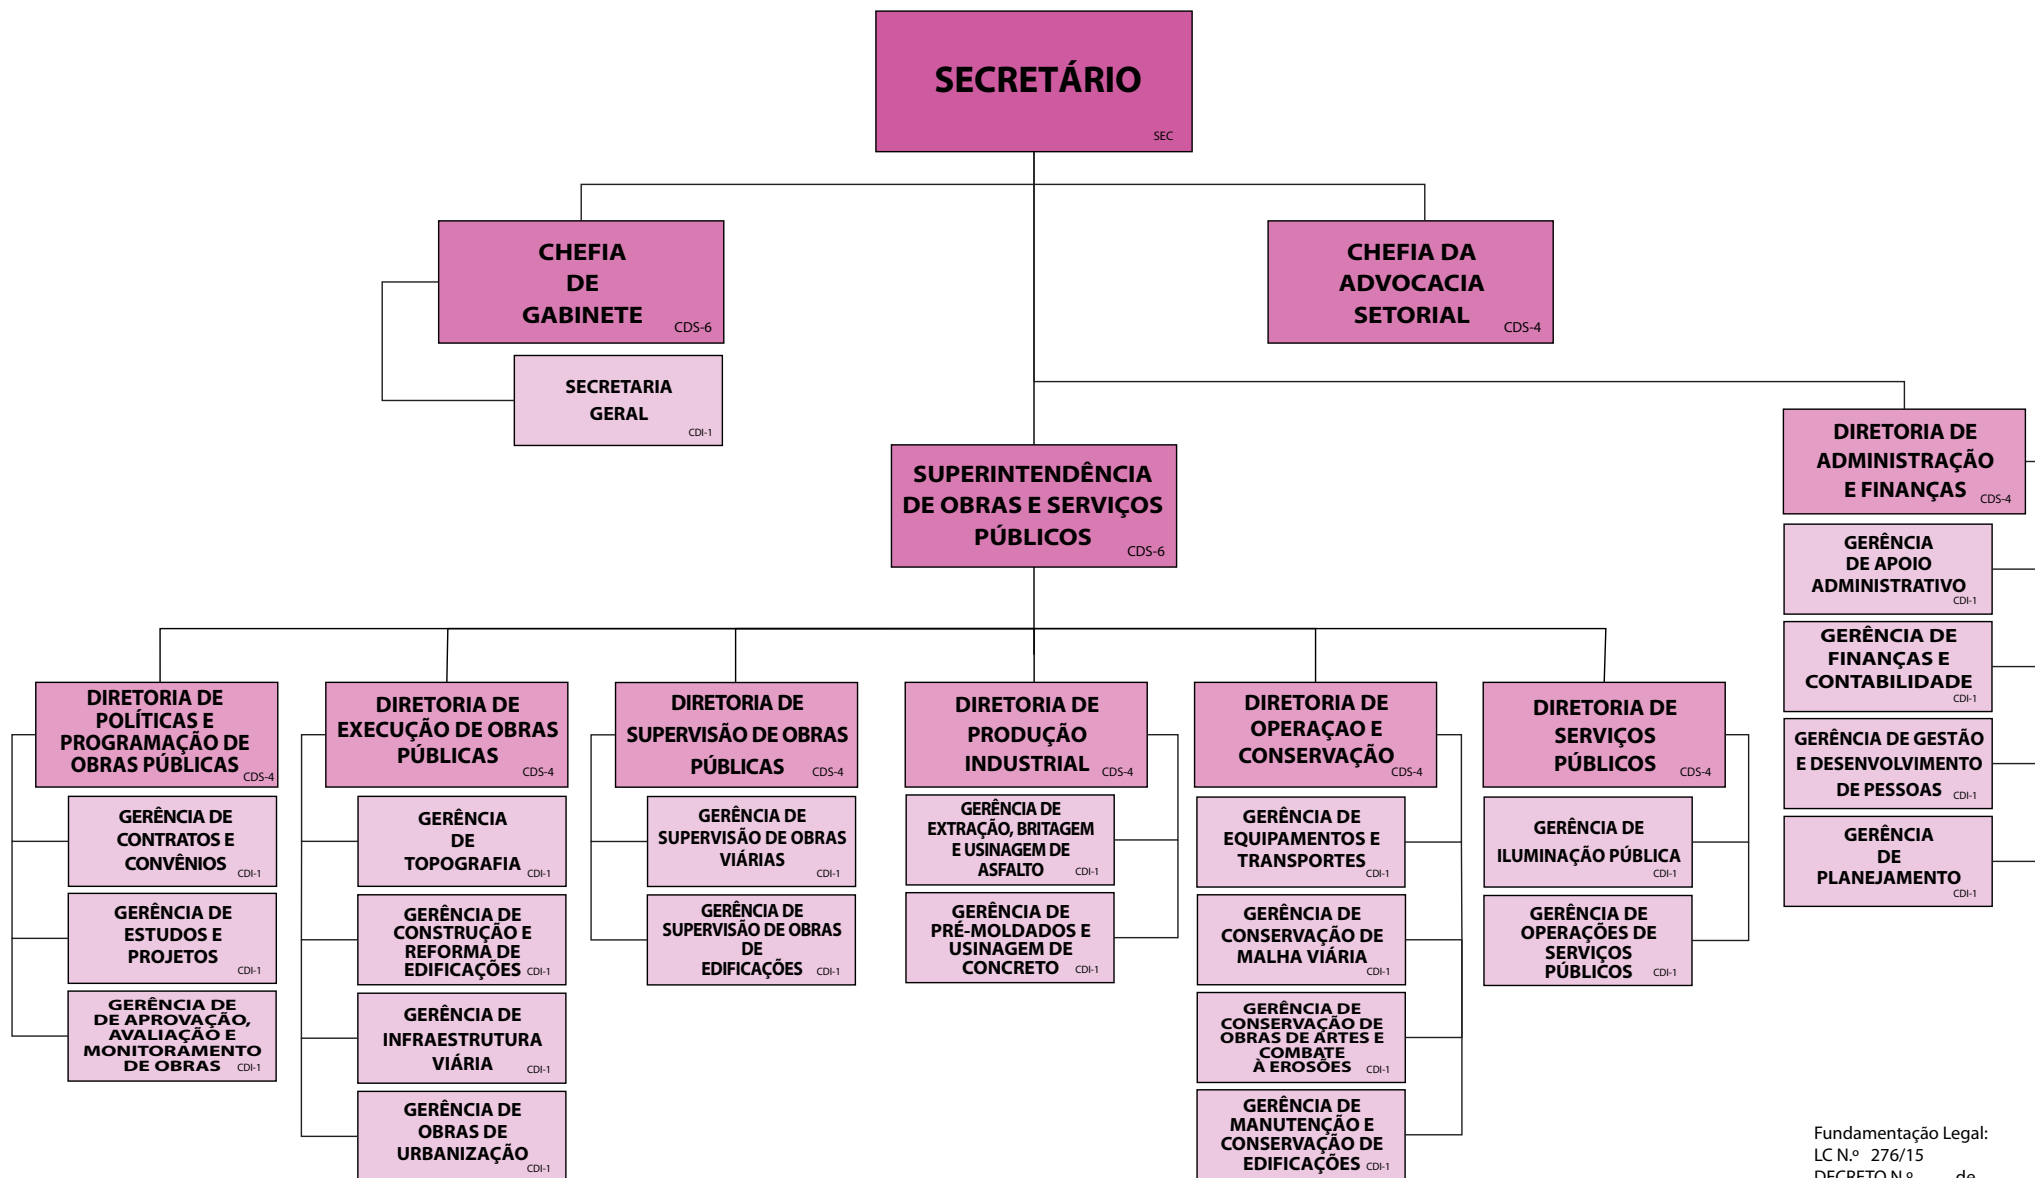 SECRETÁRIO
SEC
CHEFIA
DE
GABINETE
CDS-6
CHEFIA DA
ADVOCACIA
SETORIAL
CDS-4
SECRETARIA
GERAL
CDI-1
SUPERINTENDÊNCIA
DE OBRAS E SERVIÇOS
PÚBLICOS
CDS-6
DIRETORIA DE
ADMINISTRAÇÃO
E FINANÇAS
CDS-4
GERÊNCIA
DE APOIO
ADMINISTRATIVO
CDI-1
GERÊNCIA DE
FINANÇAS E
CONTABILIDADE
CDI-1
GERÊNCIA DE GESTÃO
E DESENVOLVIMENTO
DE PESSOAS
CDI-1
GERÊNCIA
DE
PLANEJAMENTO
CDI-1
DIRETORIA DE
POLÍTICAS E
PROGRAMAÇÃO DE
OBRAS PÚBLICAS
CDS-4
GERÊNCIA DE
CONTRATOS E
CONVÊNIOS
CDI-1
GERÊNCIA DE
ESTUDOS E
PROJETOS
CDI-1
GERÊNCIA DE
DE APROVAÇÃO,
AVALIAÇÃO E
MONITORAMENTO
DE OBRAS
CDI-1
DIRETORIA DE
EXECUÇÃO DE OBRAS
PÚBLICAS
CDS-4
GERÊNCIA
DE
TOPOGRAFIA
CDI-1
GERÊNCIA DE
CONSTRUÇÃO E
REFORMA DE
EDIFICAÇÕES
CDI-1
GERÊNCIA DE
INFRAESTRUTURA
VIÁRIA
CDI-1
GERÊNCIA DE
OBRAS DE
URBANIZAÇÃO
CDI-1
DIRETORIA DE
SUPERVISÃO DE OBRAS
PÚBLICAS
CDS-4
GERÊNCIA DE
SUPERVISÃO DE OBRAS
VIÁRIAS
CDI-1
GERÊNCIA DE
SUPERVISÃO DE OBRAS
DE
EDIFICAÇÕES
CDI-1
DIRETORIA DE
PRODUÇÃO
INDUSTRIAL
CDS-4
GERÊNCIA DE
EXTRAÇÃO, BRITAGEM
E USINAGEM DE
ASFALTO
CDI-1
GERÊNCIA DE
PRÉ-MOLDADOS E
USINAGEM DE
CONCRETO
CDI-1
DIRETORIA DE
OPERAÇAO E
CONSERVAÇÃO
CDS-4
GERÊNCIA DE
EQUIPAMENTOS E
TRANSPORTES
CDI-1
GERÊNCIA DE
CONSERVAÇÃO DE
MALHA VIÁRIA
CDI-1
GERÊNCIA DE
CONSERVAÇÃO DE
OBRAS DE ARTES E
COMBATE
À EROSÕES
CDI-1
GERÊNCIA DE
MANUTENÇÃO E
CONSERVAÇÃO DE
EDIFICAÇÕES
CDI-1
DIRETORIA DE
SERVIÇOS
PÚBLICOS
CDS-4
GERÊNCIA DE
ILUMINAÇÃO PÚBLICA
CDI-1
GERÊNCIA DE
OPERAÇÕES DE
SERVIÇOS
PÚBLICOS
CDI-1
Fundamentação Legal:
LC N.º 276/15
DECRETO N.º de